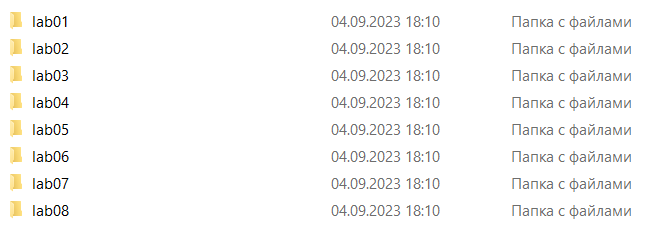 lab01 04.09.2023 18:10 Папка с файлами
lab02 04.09.2023 18:10 Папка с файлами
lab03 04.09.2023 18:10 Папка с файлами
lab04 04.09.2023 18:10 Папка с файлами
lab05 04.09.2023 18:10 Папка с файлами
lab06 04.09.2023 18:10 Папка с файлами
lab07 04.09.2023 18:10 Папка с файлами
lab08 04.09.2023 18:10 Папка с файлами